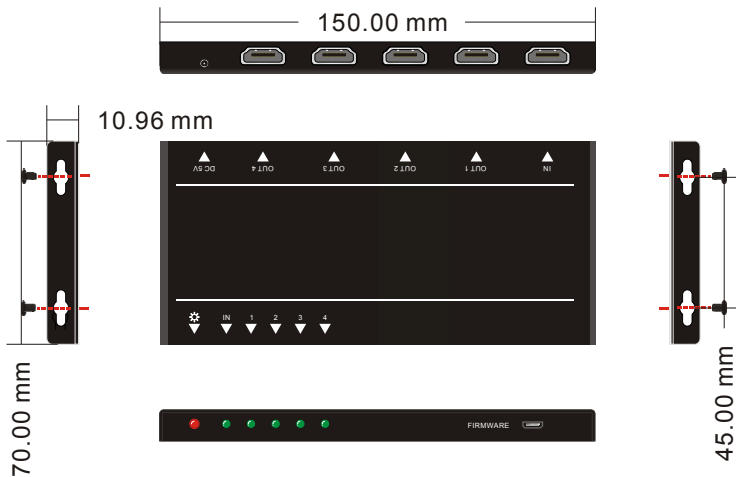 150.00 mm
10.96 mm
DC 5V OUT 4 OUT 3 OUT 2 OUT 1 IN
IN 1 2 3 4
70.00 mm
45.00 mm
FIRMWARE